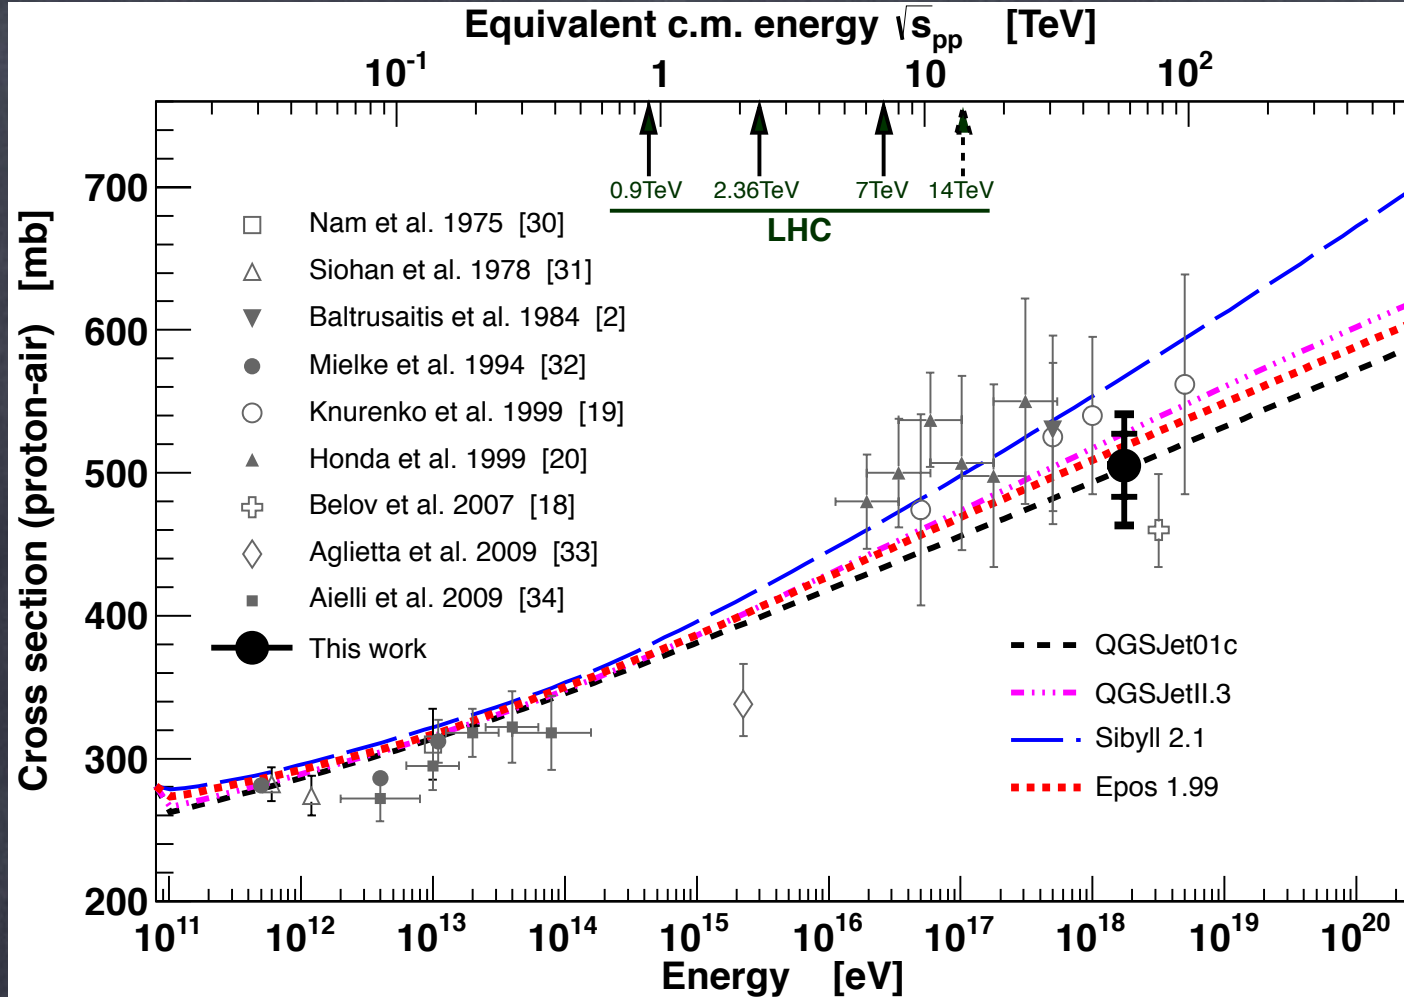 Equivalent c.m. energy √s_pp [TeV]
10^-1 1 10 10^2
0.9TeV 2.36TeV 7TeV 14TeV
LHC
Cross section (proton-air) [mb]
700
600
500
400
300
200
Nam et al. 1975 [30]
Siohan et al. 1978 [31]
Baltrusaitis et al. 1984 [2]
Mielke et al. 1994 [32]
Knurenko et al. 1999 [19]
Honda et al. 1999 [20]
Belov et al. 2007 [18]
Aglietta et al. 2009 [33]
Aielli et al. 2009 [34]
This work
QGSJet01c
QGSJetII.3
Sibyll 2.1
Epos 1.99
10^11 10^12 10^13 10^14 10^15 10^16 10^17 10^18 10^19 10^20
Energy [eV]